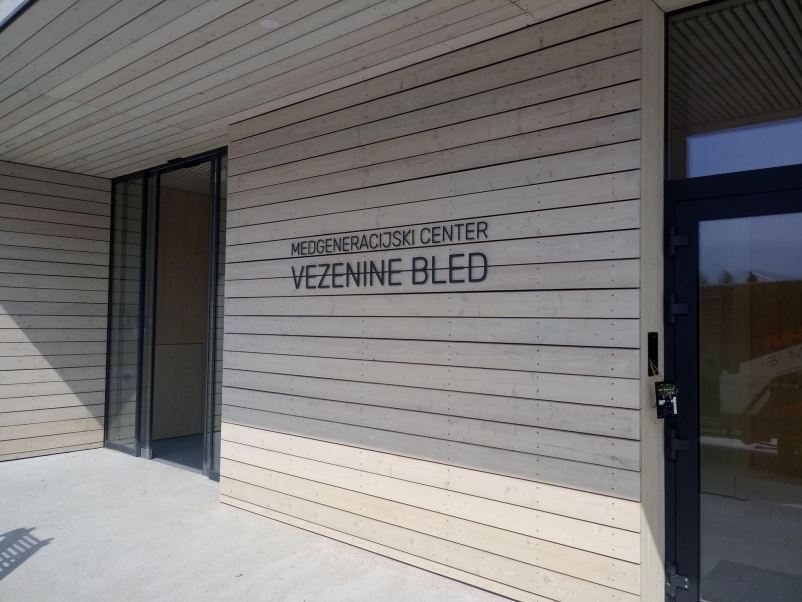 MEDGENERACIJSKI CENTER
VEZENINE BLED